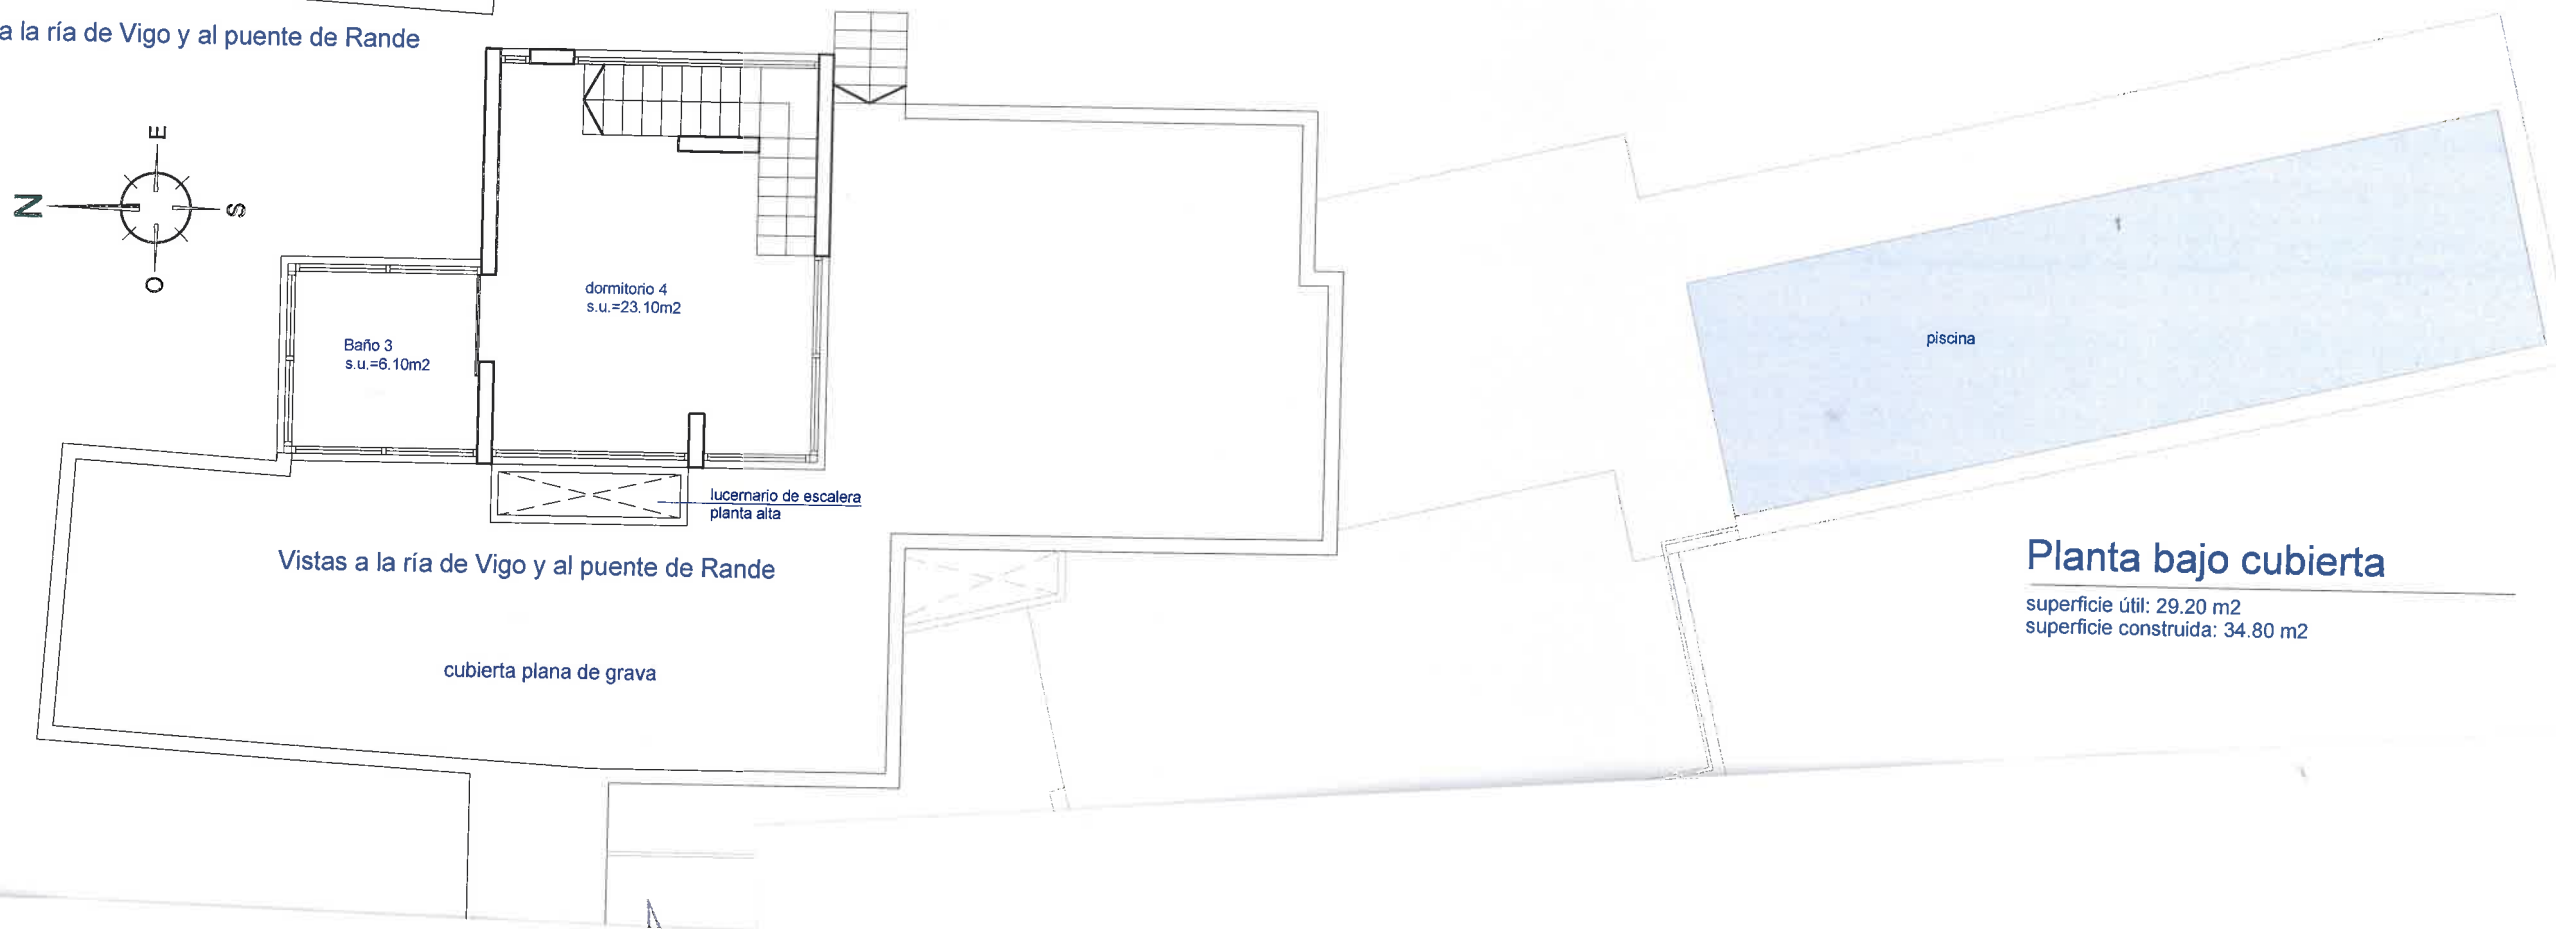 a la ría de Vigo y al puente de Rande
E
N
S
O
dormitorio 4
s.u.=23.10m2
Baño 3
s.u.=6.10m2
piscina
lucernario de escalera
planta alta
Vistas a la ría de Vigo y al puente de Rande
cubierta plana de grava
Planta bajo cubierta
superficie útil: 29.20 m2
superficie construida: 34.80 m2